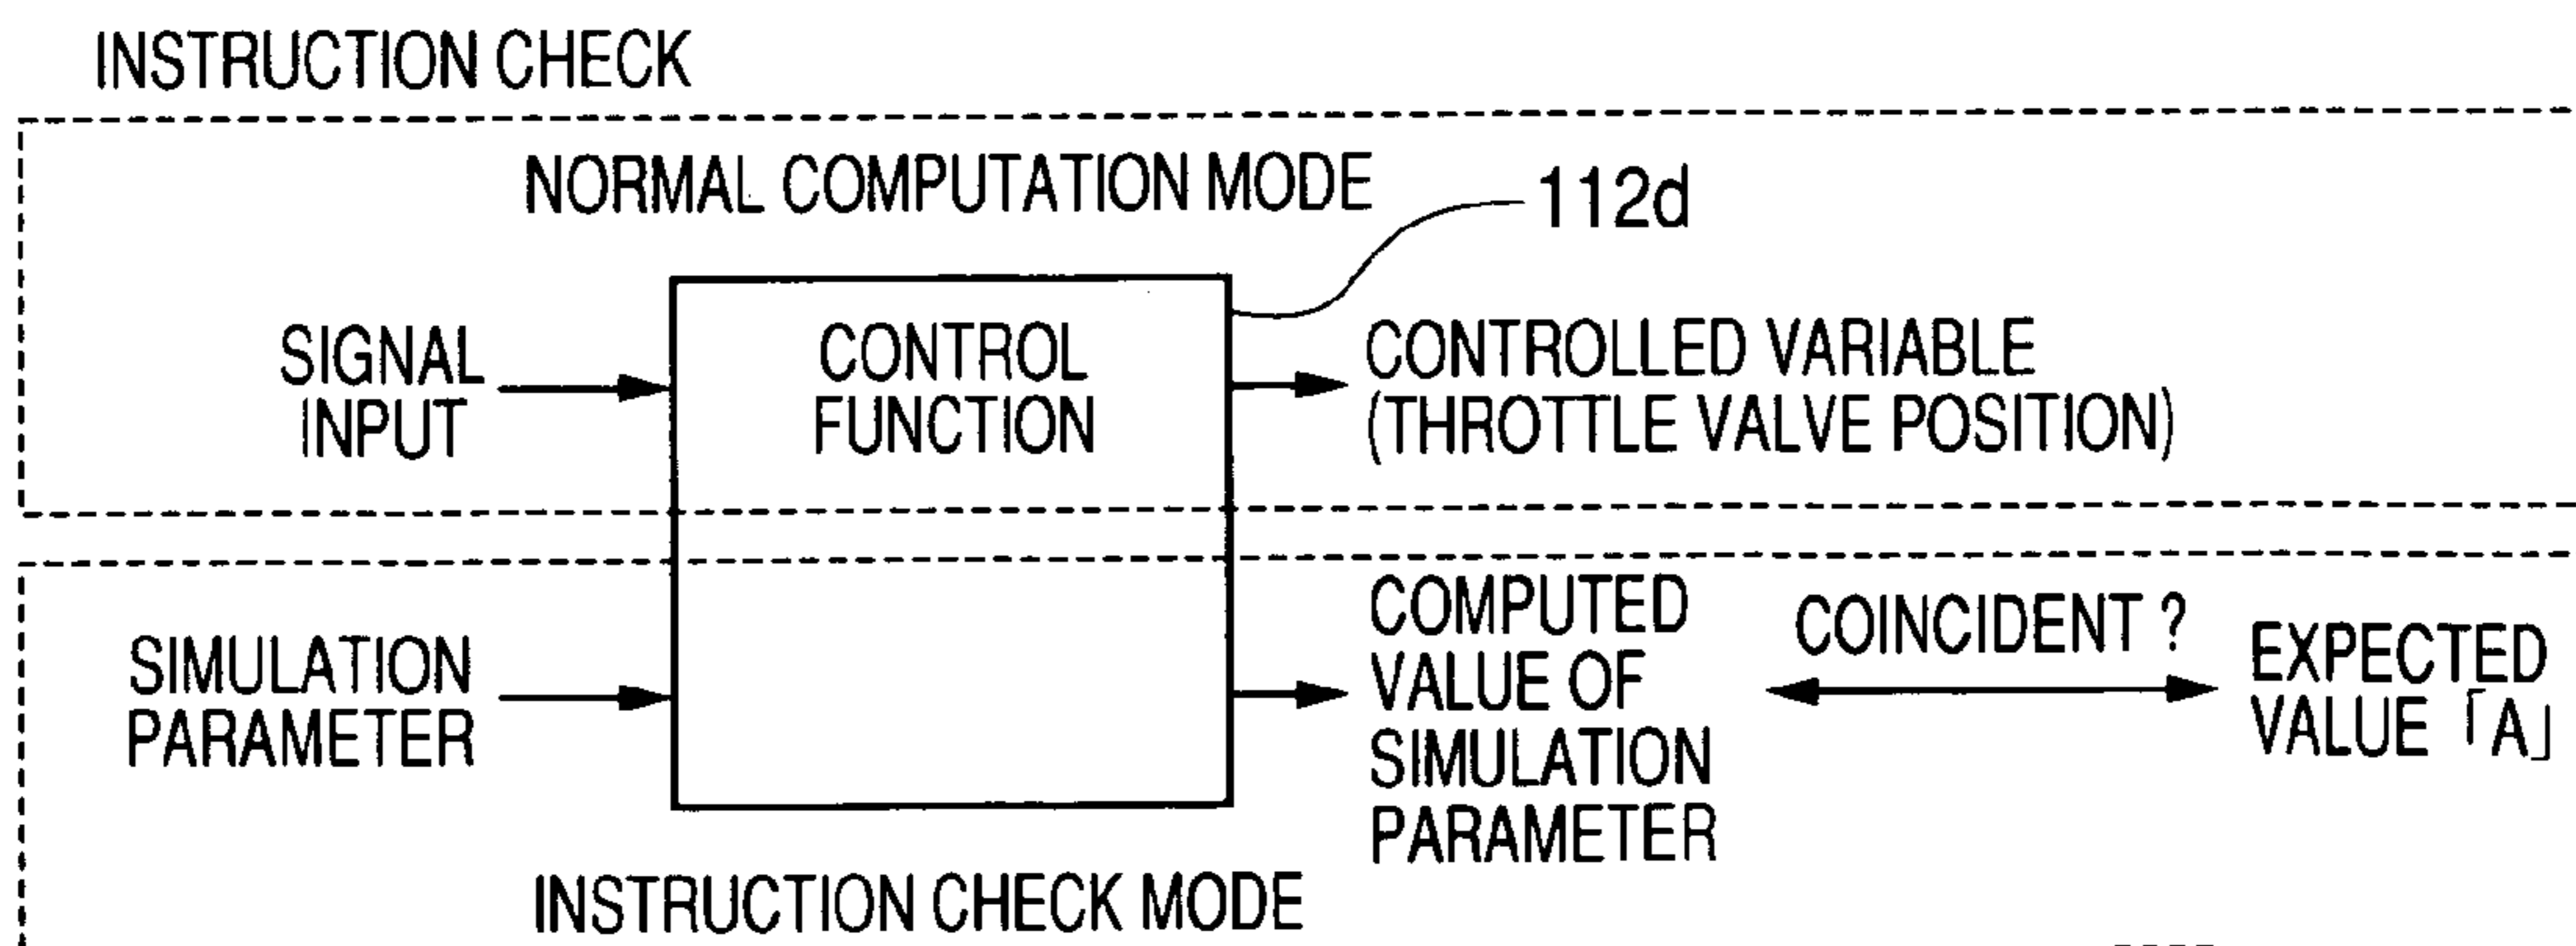 INSTRUCTION CHECK
NORMAL COMPUTATION MODE
112d
SIGNAL
INPUT
CONTROL
FUNCTION
CONTROLLED VARIABLE
(THROTTLE VALVE POSITION)
SIMULATION
PARAMETER
COMPUTED
VALUE OF
SIMULATION
PARAMETER
COINCIDENT ?
EXPECTED
VALUE「A」
INSTRUCTION CHECK MODE